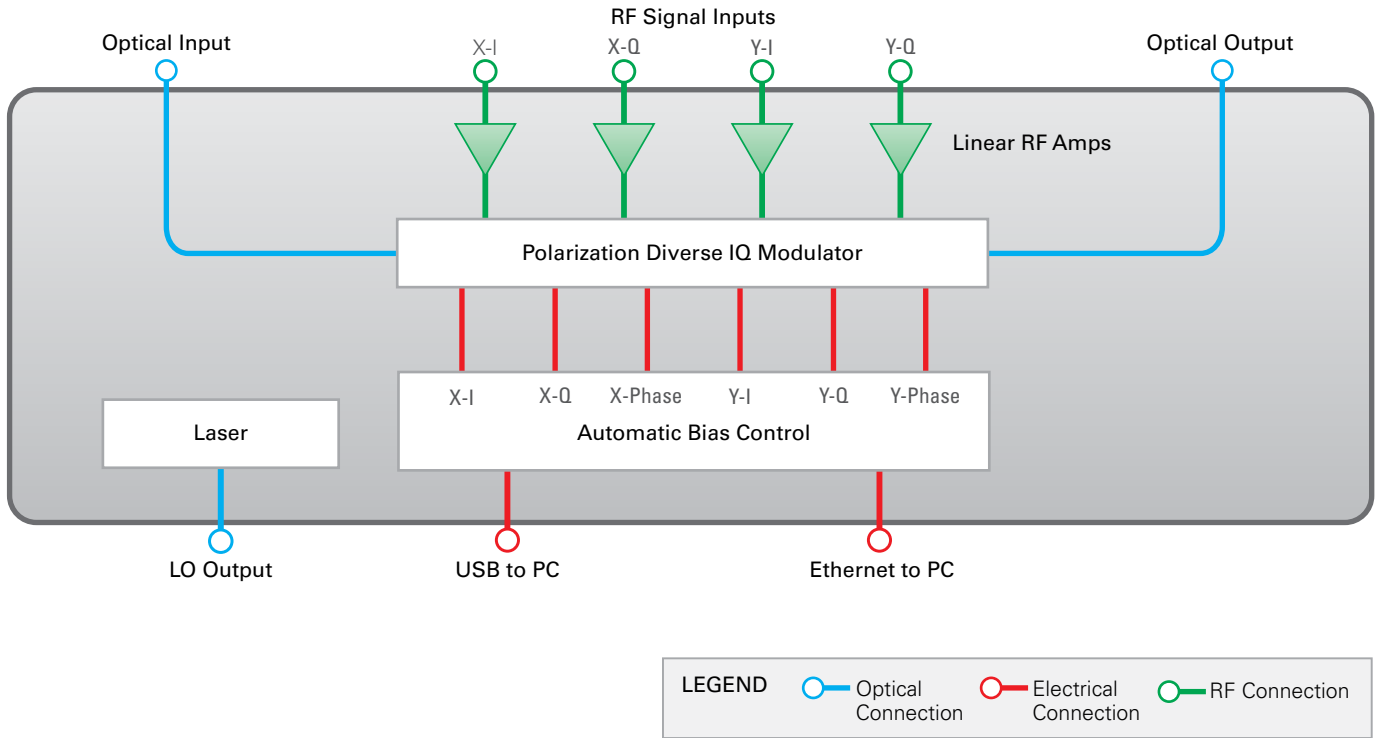 RF Signal Inputs
Optical Input
X-I
X-Q
Y-I
Y-Q
Optical Output
Linear RF Amps
Polarization Diverse IQ Modulator
X-I
X-Q
X-Phase
Y-I
Y-Q
Y-Phase
Automatic Bias Control
Laser
LO Output
USB to PC
Ethernet to PC
LEGEND
Optical
Connection
Electrical
Connection
RF Connection